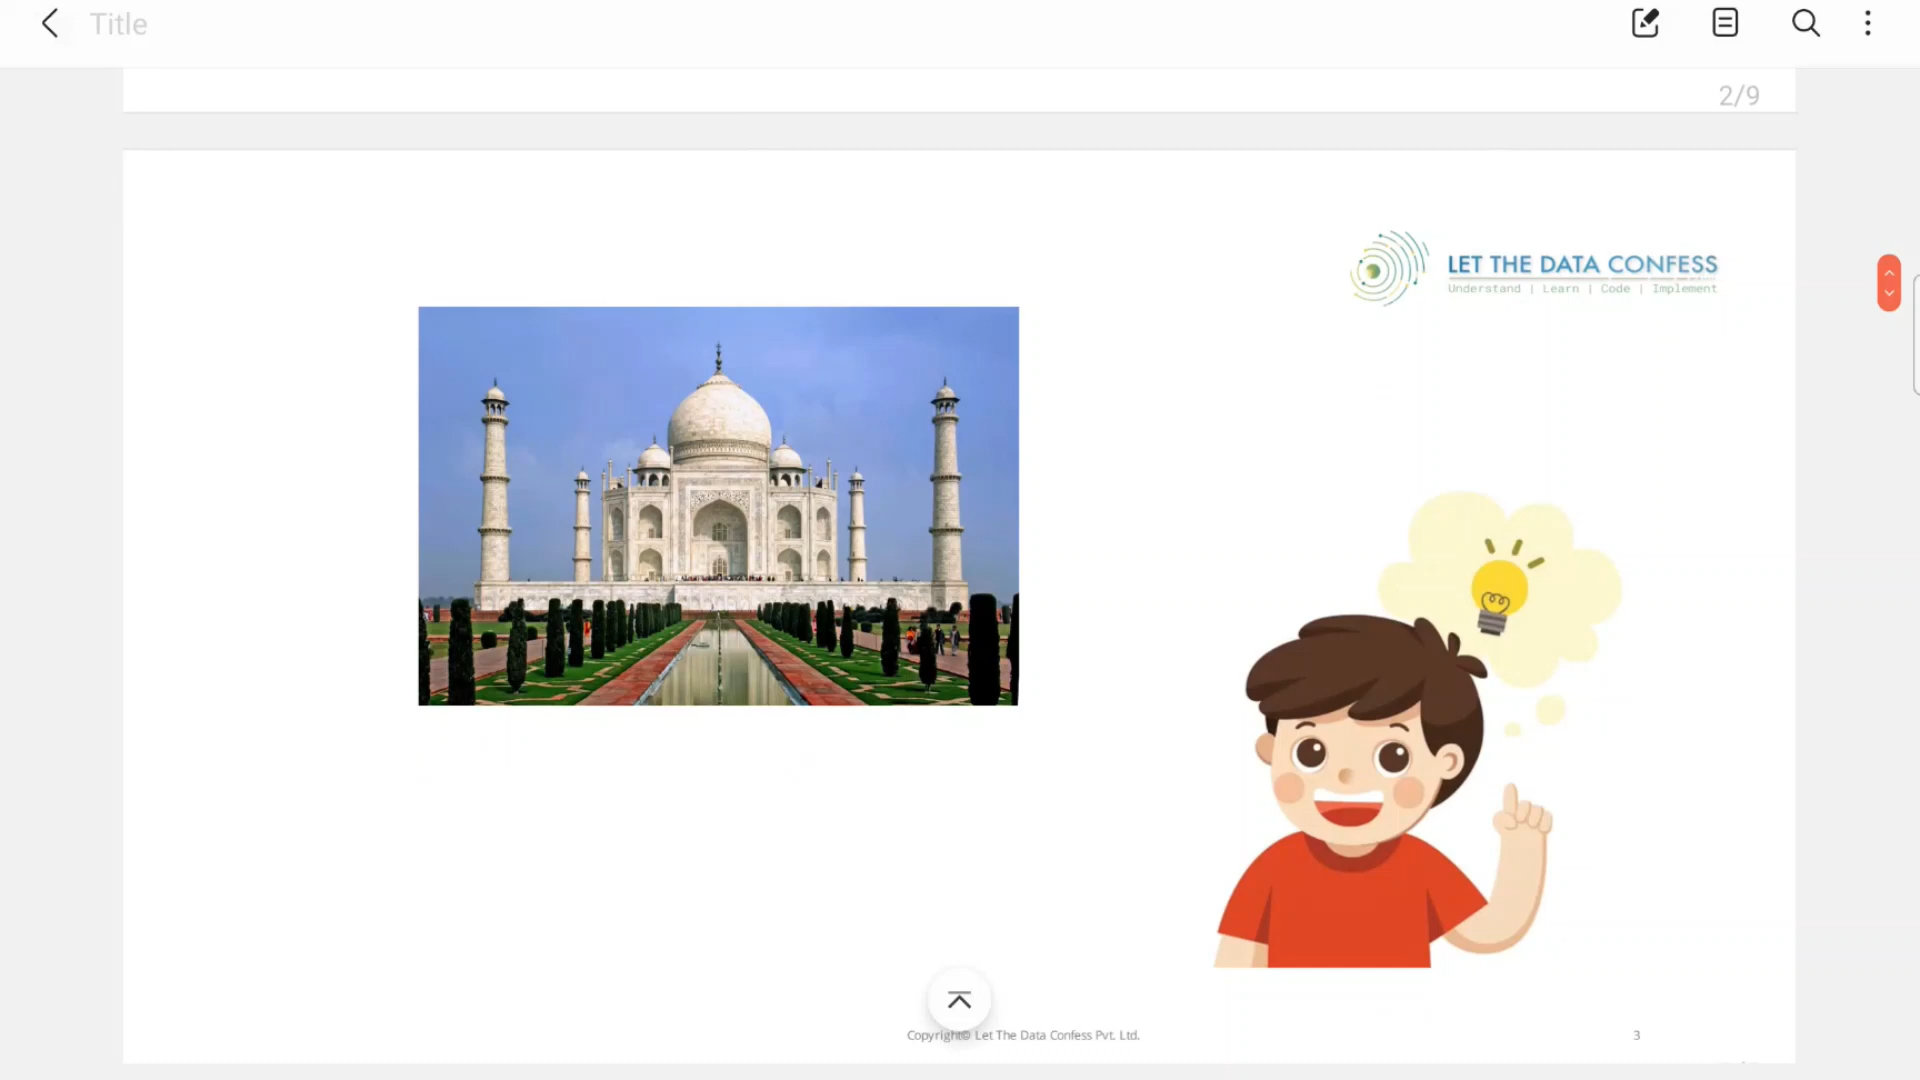 Title
2/9
LET THE DATA CONFESS
Understand | Learn | Code | Implement
Copyright© Let The Data Confess Pvt. Ltd.
3